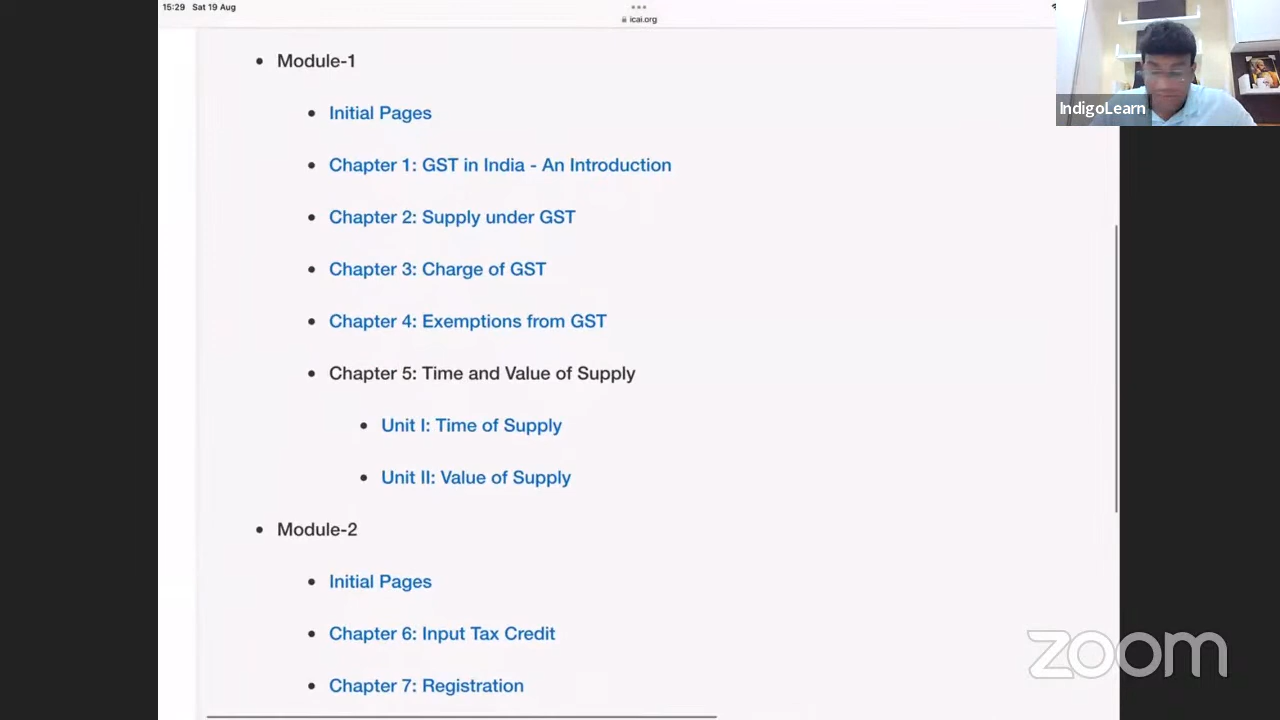 15:29 Sat 19 Aug
icai.org
IndigoLearn
Module-1
Initial Pages
Chapter 1: GST in India - An Introduction
Chapter 2: Supply under GST
Chapter 3: Charge of GST
Chapter 4: Exemptions from GST
Chapter 5: Time and Value of Supply
Unit I: Time of Supply
Unit II: Value of Supply
Module-2
Initial Pages
Chapter 6: Input Tax Credit
Chapter 7: Registration
zoom